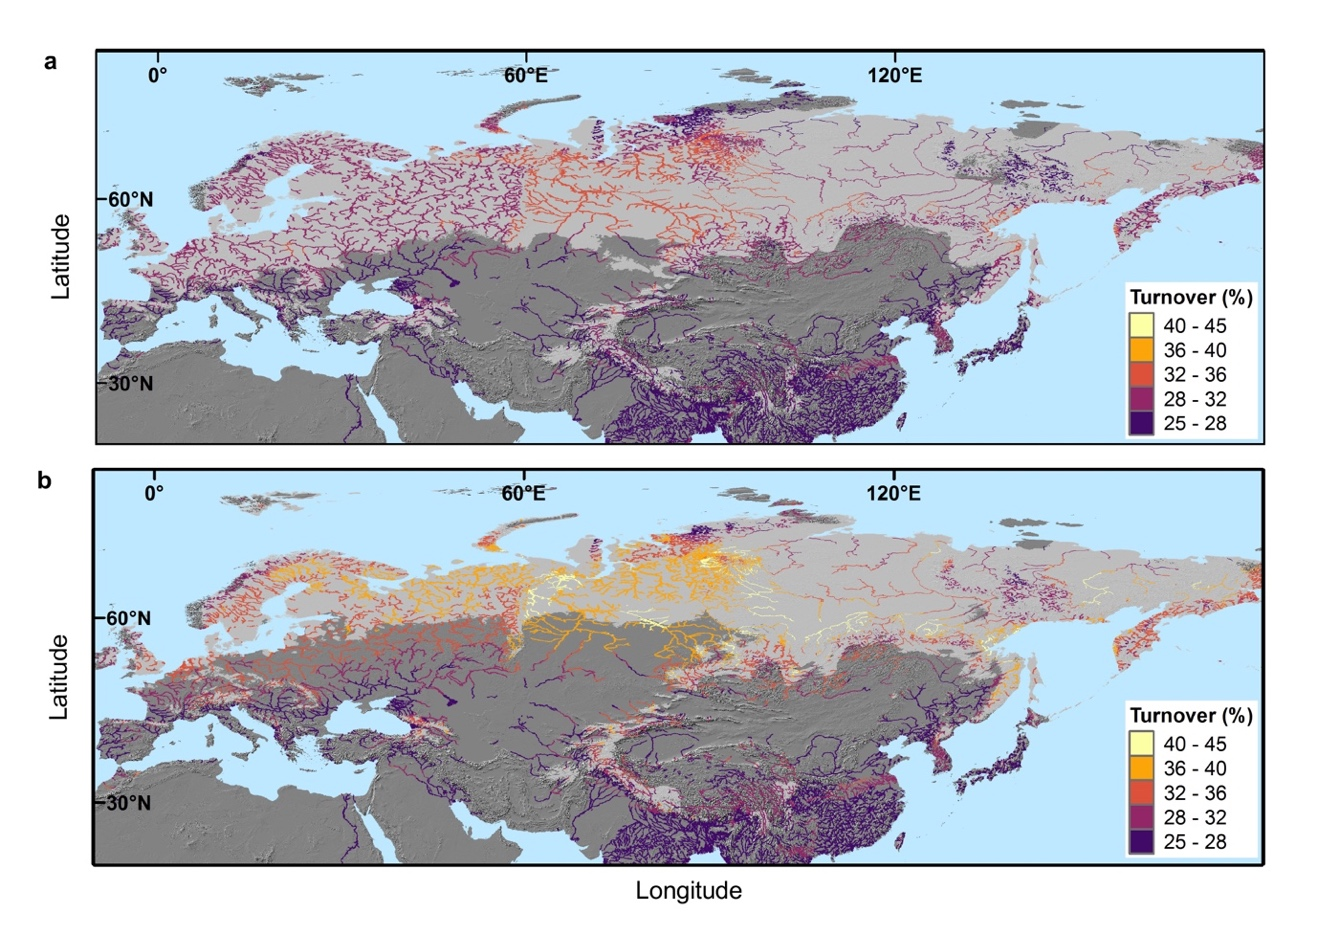 a
0°
60°E
120°E
60°N
30°N
Latitude
Turnover (%)
40 - 45
36 - 40
32 - 36
28 - 32
25 - 28
b
0°
60°E
120°E
60°N
30°N
Latitude
Turnover (%)
40 - 45
36 - 40
32 - 36
28 - 32
25 - 28
Longitude